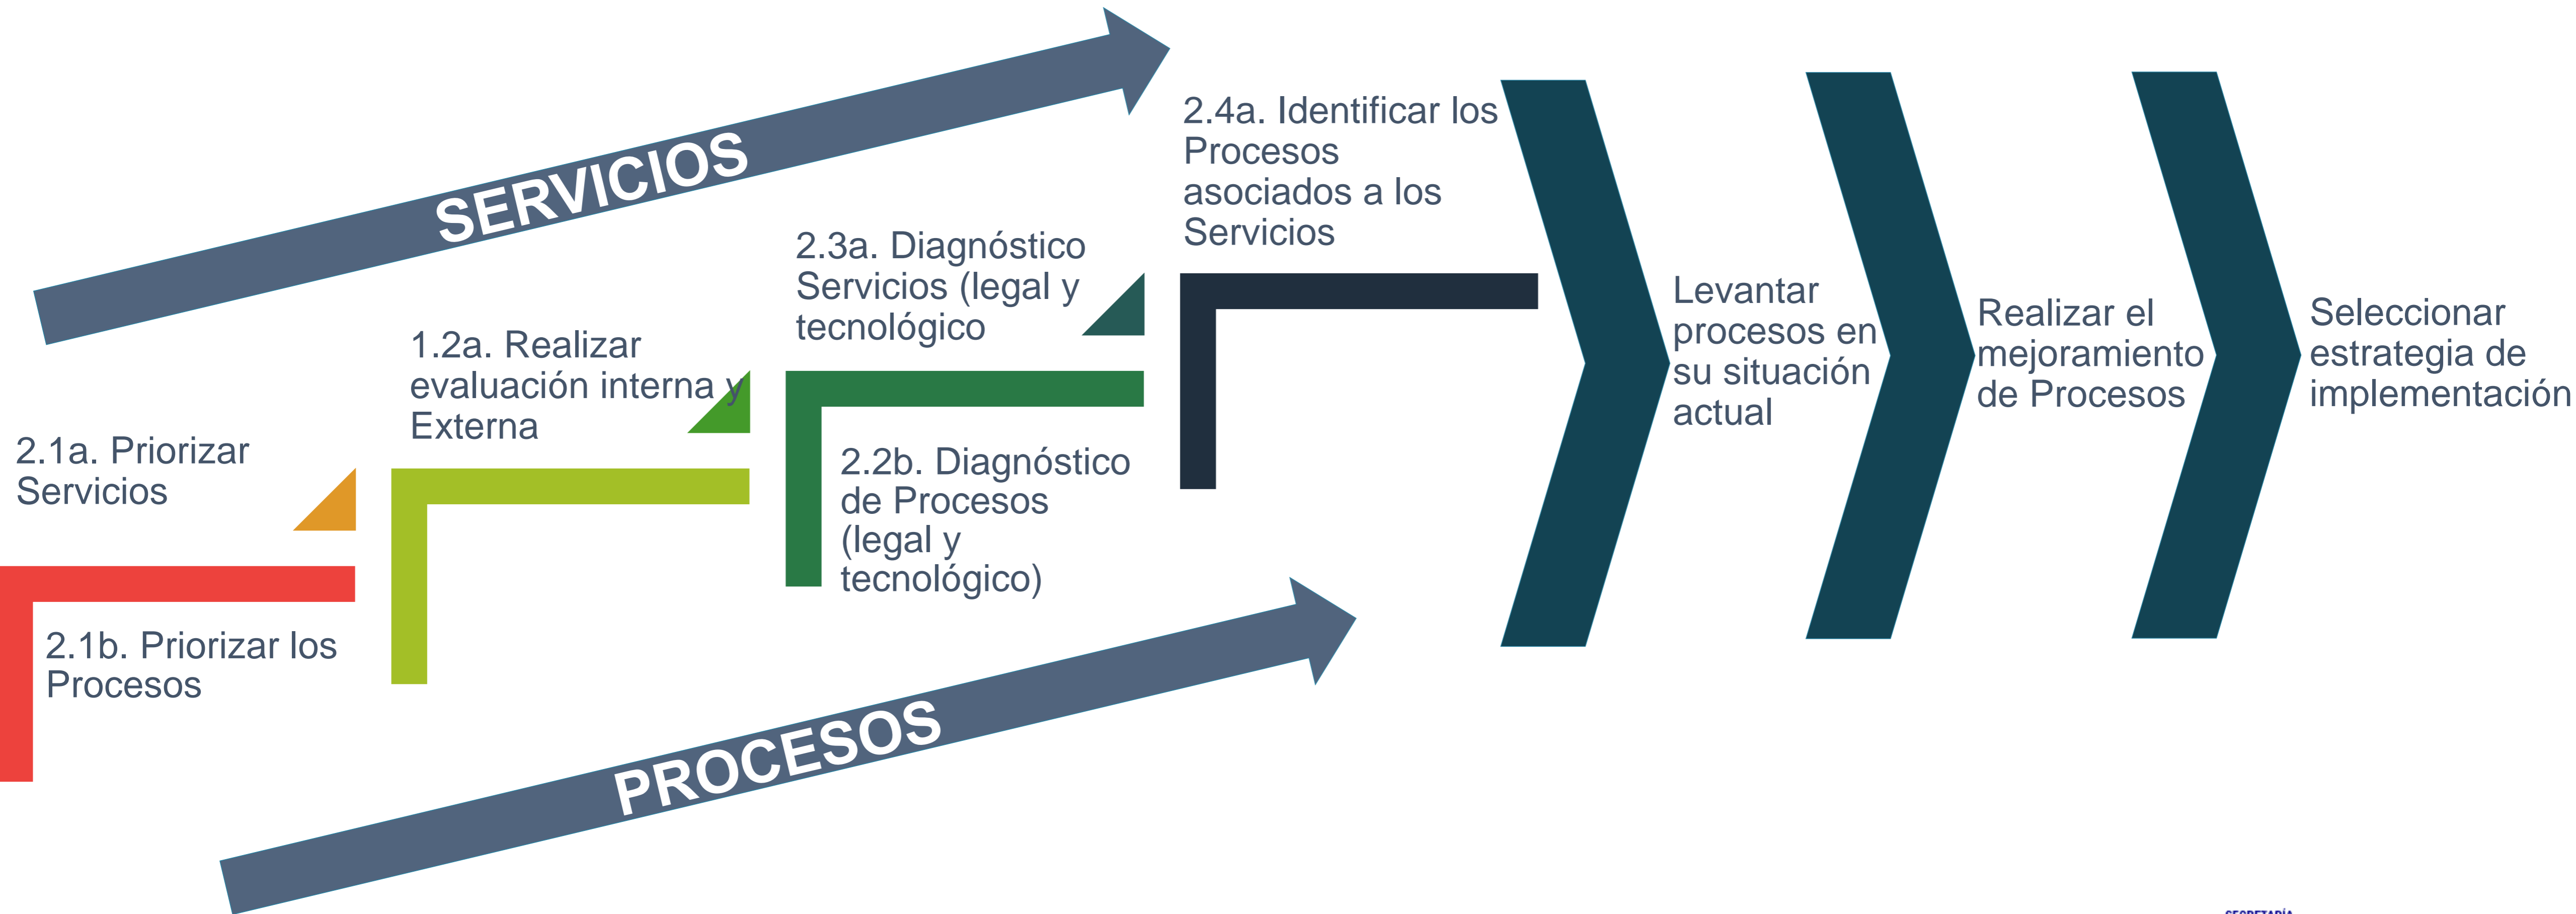 SERVICIOS
2.1a. Priorizar
Servicios
2.1b. Priorizar los
Procesos
1.2a. Realizar
evaluación interna y
Externa
2.3a. Diagnóstico
Servicios (legal y
tecnológico
2.2b. Diagnóstico
de Procesos
(legal y
tecnológico)
2.4a. Identificar los
Procesos
asociados a los
Servicios
PROCESOS
Levantar
procesos en
su situación
actual
Realizar el
mejoramiento
de Procesos
Seleccionar
estrategia de
implementación
SECRETARÍA